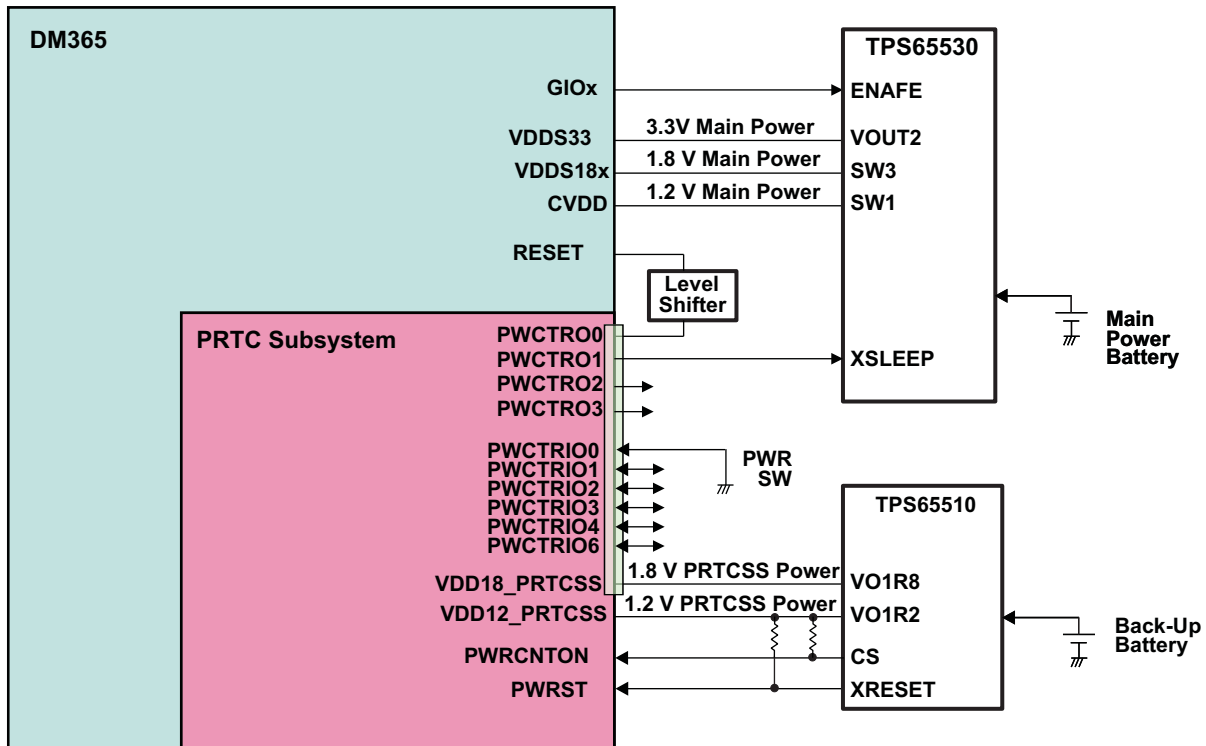 DM365
TPS65530
GIOx
ENAFE
3.3V Main Power
VDDS33
VOUT2
1.8 V Main Power
VDDS18x
SW3
1.2 V Main Power
CVDD
SW1
RESET
Level
Shifter
Main
Power
Battery
PRTC Subsystem
PWCTRO0
PWCTRO1
XSLEEP
PWCTRO2
PWCTRO3
PWCTRIO0
PWR
SW
PWCTRIO1
PWCTRIO2
PWCTRIO3
PWCTRIO4
PWCTRIO6
TPS65510
1.8 V PRTCSS Power
VDD18_PRTCSS
VO1R8
1.2 V PRTCSS Power
VDD12_PRTCSS
VO1R2
Back-Up
Battery
PWRCNTON
CS
PWRST
XRESET